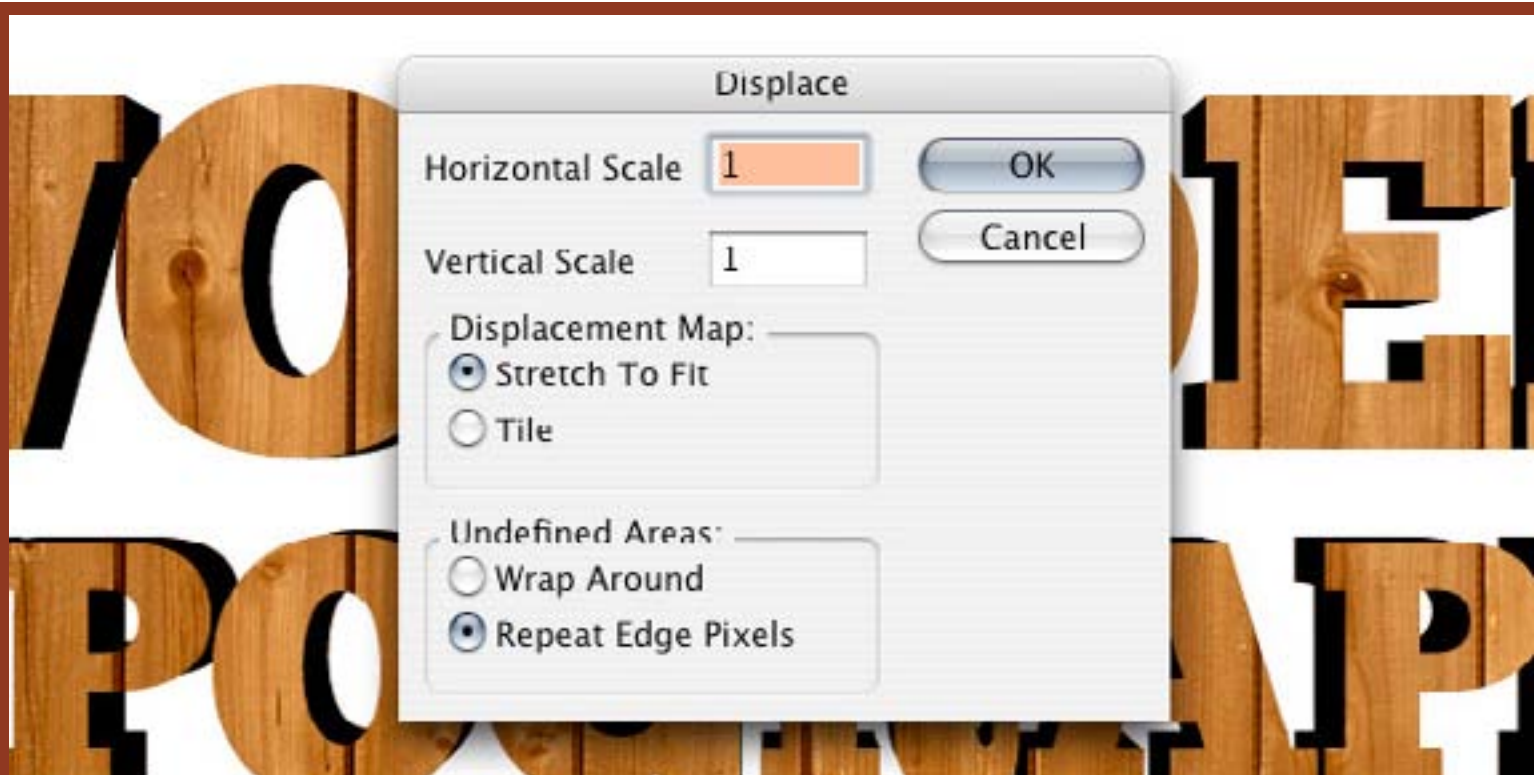 Displace
Horizontal Scale 1
OK
Vertical Scale 1
Cancel
Displacement Map:
Stretch To Fit
Tile
Undefined Areas:
Wrap Around
Repeat Edge Pixels